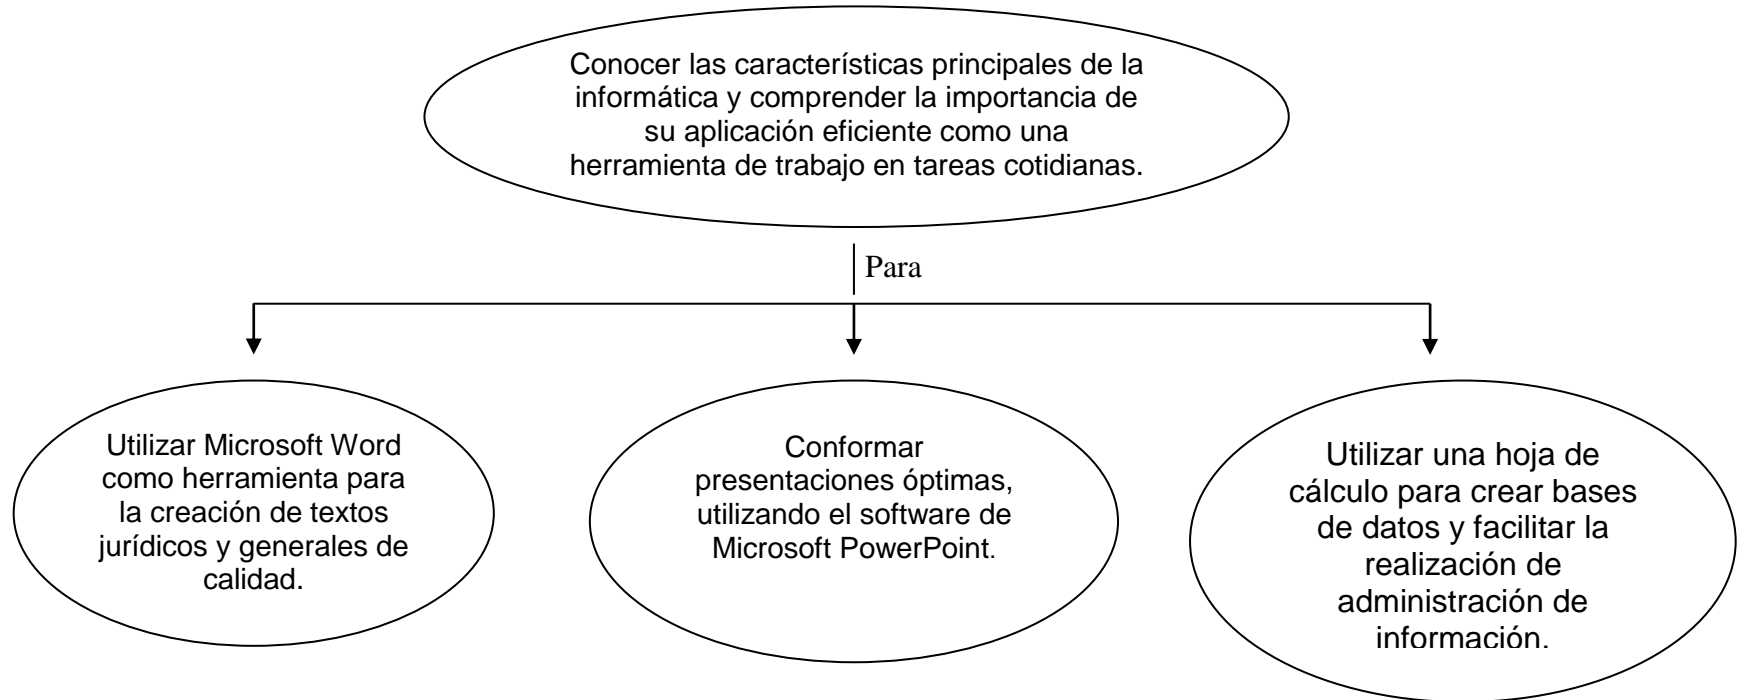 Conocer las características principales de la
informática y comprender la importancia de
su aplicación eficiente como una
herramienta de trabajo en tareas cotidianas.
Para
Utilizar Microsoft Word
como herramienta para
la creación de textos
jurídicos y generales de
calidad.
Conformar
presentaciones óptimas,
utilizando el software de
Microsoft PowerPoint.
Utilizar una hoja de
cálculo para crear bases
de datos y facilitar la
realización de
administración de
información.